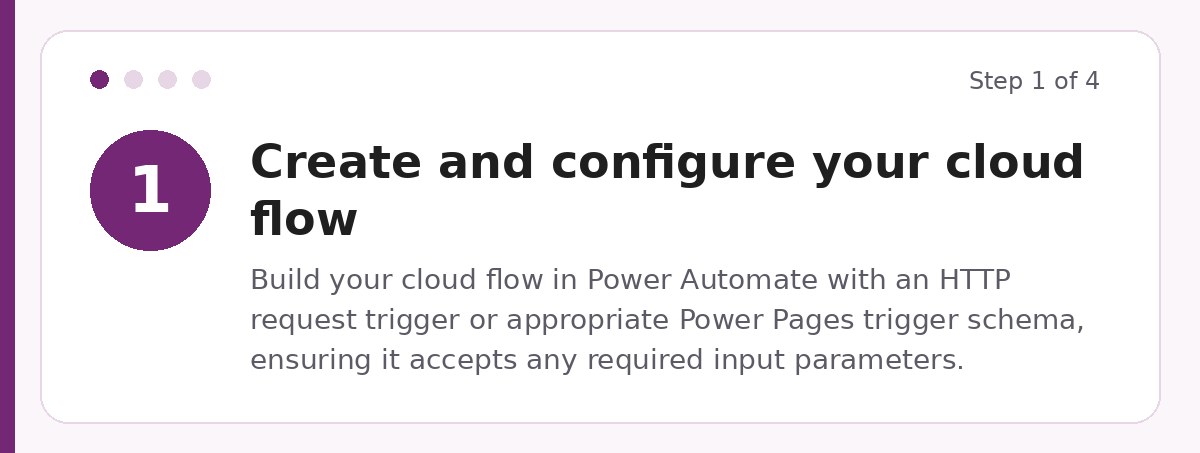 Step 1 of 4
1
Create and configure your cloud
flow
Build your cloud flow in Power Automate with an HTTP
request trigger or appropriate Power Pages trigger schema,
ensuring it accepts any required input parameters.